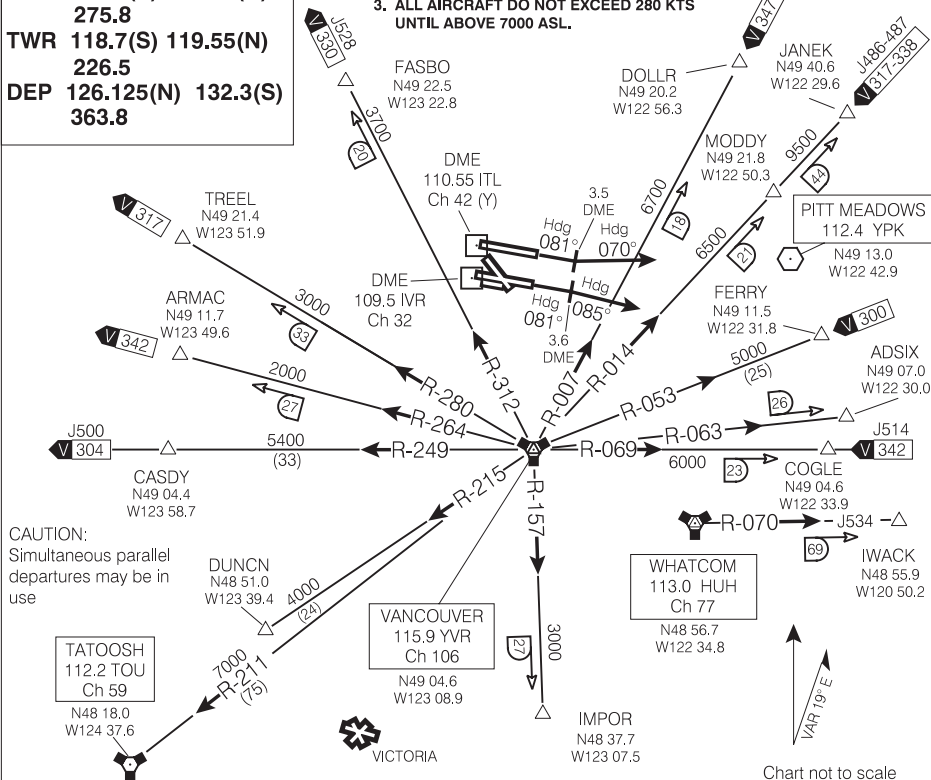 275.8
TWR 118.7(S) 119.55(N)
226.5
DEP 126.125(N) 132.3(S)
363.8
3. ALL AIRCRAFT DO NOT EXCEED 280 KTS
UNTIL ABOVE 7000 ASL.
J528
V 330
FASBO
N49 22.5
W123 22.8
3700
20
V 347
DOLLR
N49 20.2
W122 56.3
6700
18
JANEK
N49 40.6
W122 29.6
J486-487
V 317-338
9500
44
MODDY
N49 21.8
W122 50.3
6500
21
PITT MEADOWS
112.4 YPK
N49 13.0
W122 42.9
DME
110.55 ITL
Ch 42 (Y)
3.5
DME
Hdg
081°
Hdg
070°
DME
109.5 IVR
Ch 32
Hdg
081°
Hdg
085°
3.6
DME
V 317
TREEL
N49 21.4
W123 51.9
3000
33
ARMAC
N49 11.7
W123 49.6
V 342
2000
27
FERRY
N49 11.5
W122 31.8
V 300
5000
(25)
ADSIX
N49 07.0
W122 30.0
26
R-312
R-007
R-014
R-280
R-264
R-053
R-063
J500
V 304
5400
(33)
R-249
R-069
6000
23
J514
V 342
CASDY
N49 04.4
W123 58.7
COGLE
N49 04.6
W122 33.9
R-215
R-157
CAUTION:
Simultaneous parallel
departures may be in
use
R-070
J534
69
IWACK
N48 55.9
W120 50.2
WHATCOM
113.0 HUH
Ch 77
N48 56.7
W122 34.8
DUNCN
N48 51.0
W123 39.4
4000
(24)
VANCOUVER
115.9 YVR
Ch 106
N49 04.6
W123 08.9
27
3000
TATOOSH
112.2 TOU
Ch 59
N48 18.0
W124 37.6
7000
R-211
(75)
IMPOR
N48 37.7
W123 07.5
VICTORIA
VAR 19° E
Chart not to scale